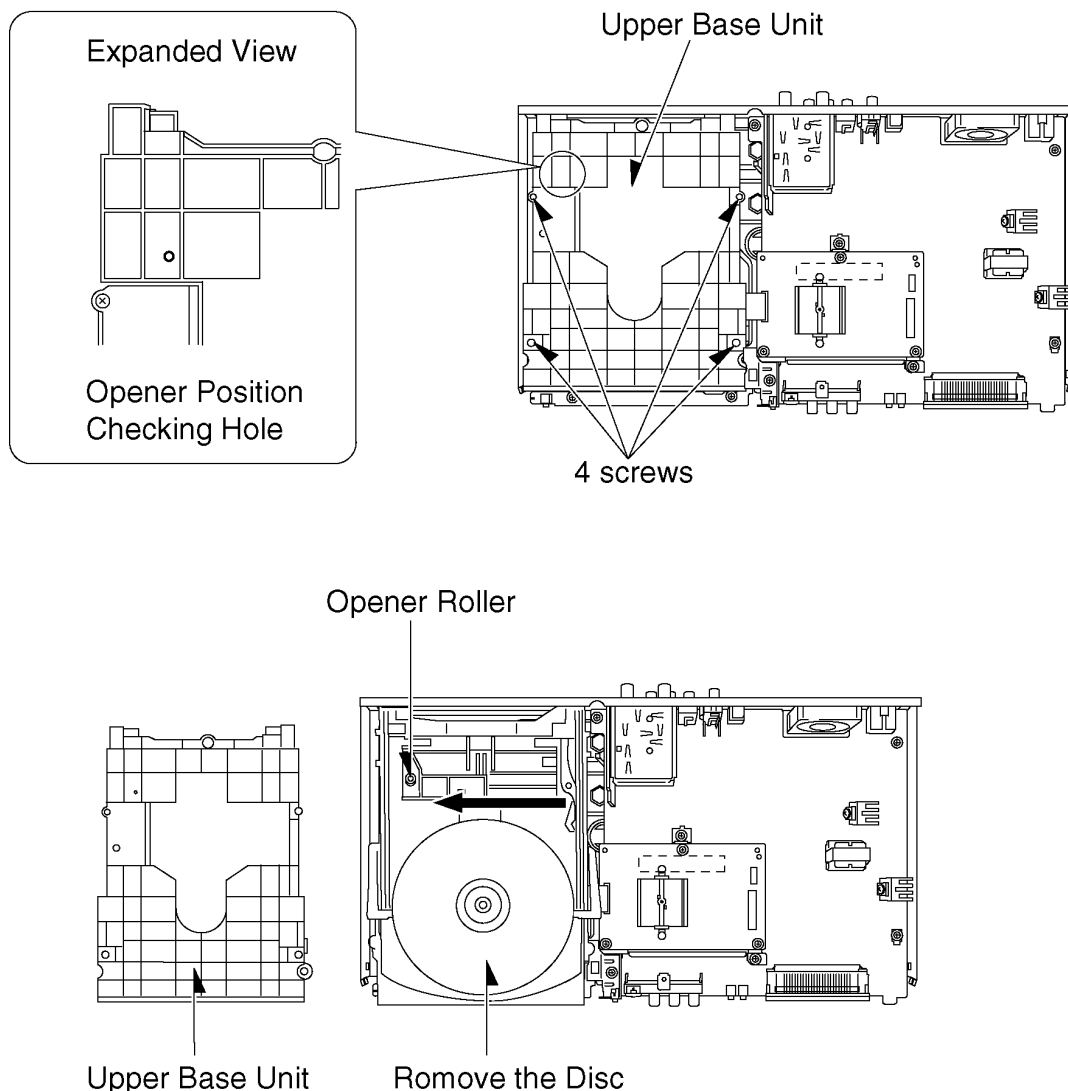 Expanded View
Upper Base Unit
Opener Position
Checking Hole
4 screws
Opener Roller
Upper Base Unit
Romove the Disc